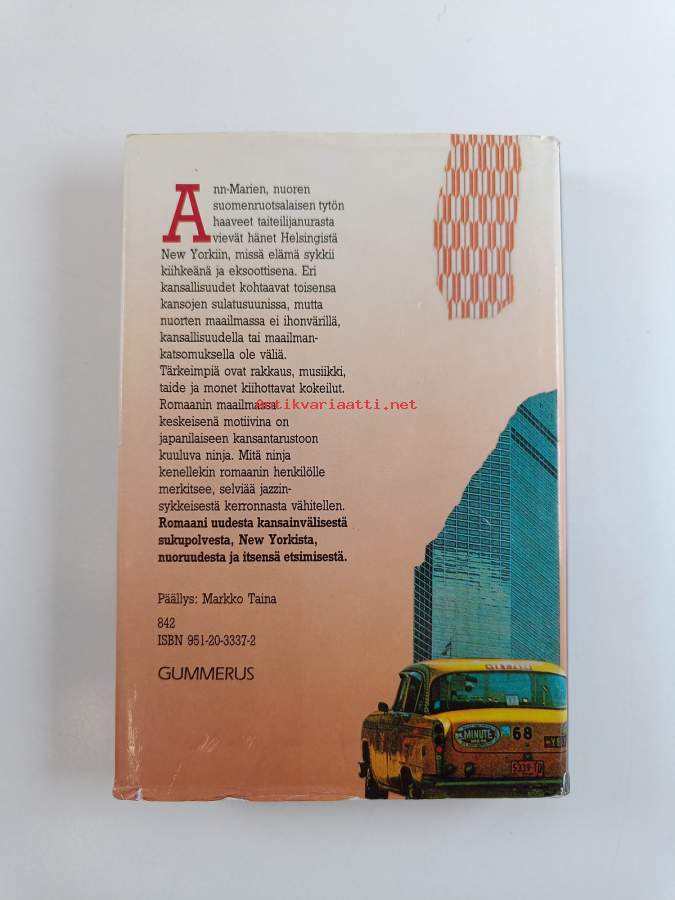 Ann-Marien, nuoren
suomenruotsalaisen tytön
haaveet taiteilijanurasta
vievät hänet Helsingistä
New Yorkiin, missä elämä sykkii
kiihkeänä ja eksoottisena. Eri
kansallisuudet kohtaavat toisensa
kansojen sulatusuunissa, mutta
nuorten maailmassa ei ihonvärillä,
kansallisuudella tai maailman-
katsomuksella ole väliä.
Tärkeimpiä ovat rakkaus, musiikki,
taide ja monet kiihottavat kokeilut.
Romaanin maailmassa
Antikvariaatti.net
keskeisenä motiivina on
japanilaiseen kansantarustoon
kuuluva ninja. Mitä ninja
kenellekin romaanin henkilölle
merkitsee, selviää jazzin-
sykkeisestä kerronnasta vähitellen.
Romaani uudesta kansainvälisestä
sukupolvesta, New Yorkista,
nuoruudesta ja itsensä etsimisestä.
Päällys: Markko Taina
842
ISBN 951-20-3337-2
GUMMERUS
MINUTE
68